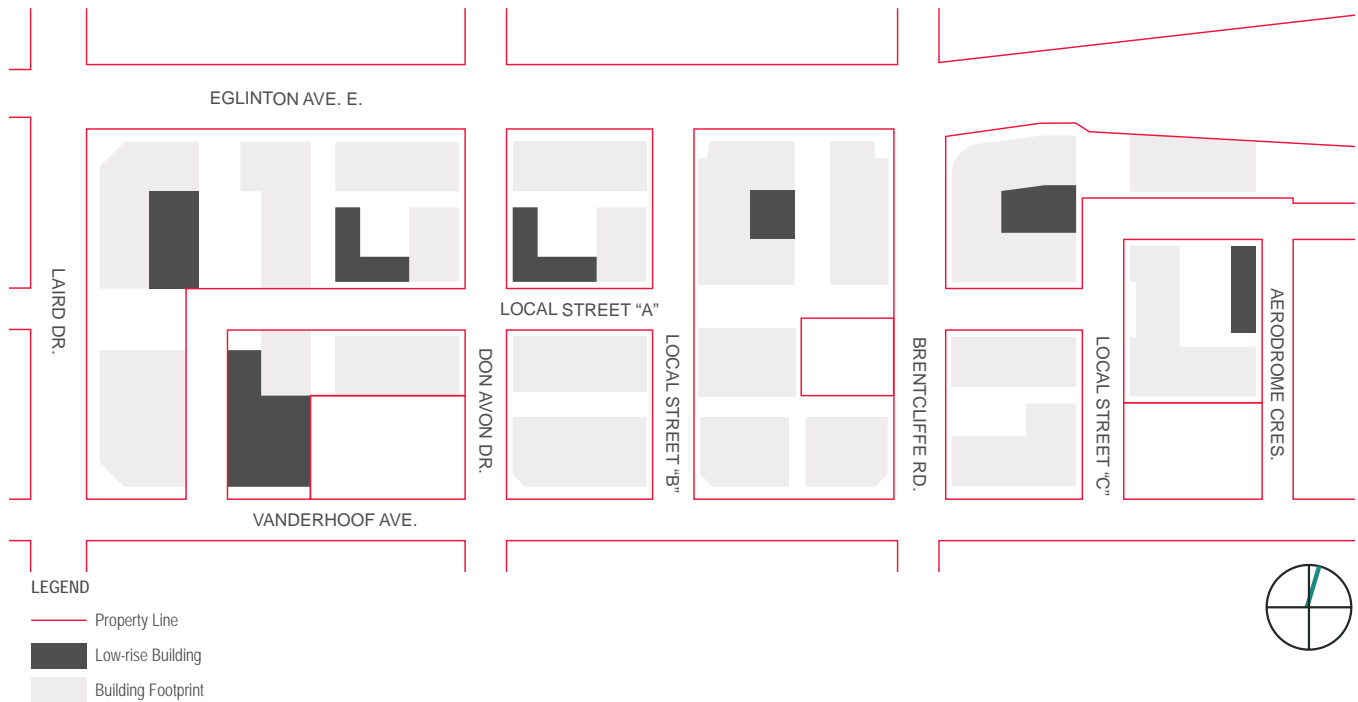 EGLINTON AVE. E.
LAIRD DR.
LOCAL STREET “A”
DON AVON DR.
LOCAL STREET “B”
BRENTCLIFFE RD.
LOCAL STREET “C”
AERODROME CRES.
VANDERHOOF AVE.
LEGEND
Property Line
Low-rise Building
Building Footprint